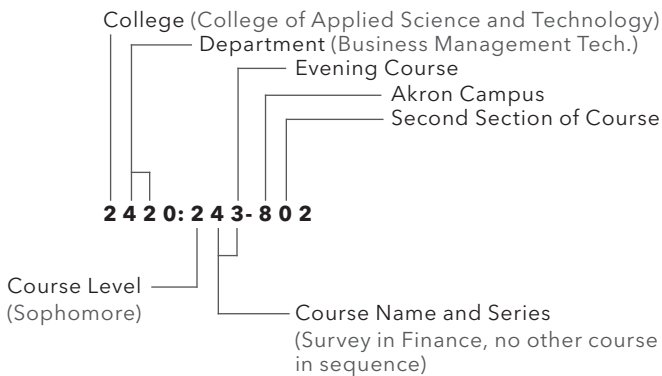 College (College of Applied Science and Technology)
Department (Business Management Tech.)
Evening Course
Akron Campus
Second Section of Course
2420:243-802
Course Level
(Sophomore)
Course Name and Series
(Survey in Finance, no other course
in sequence)